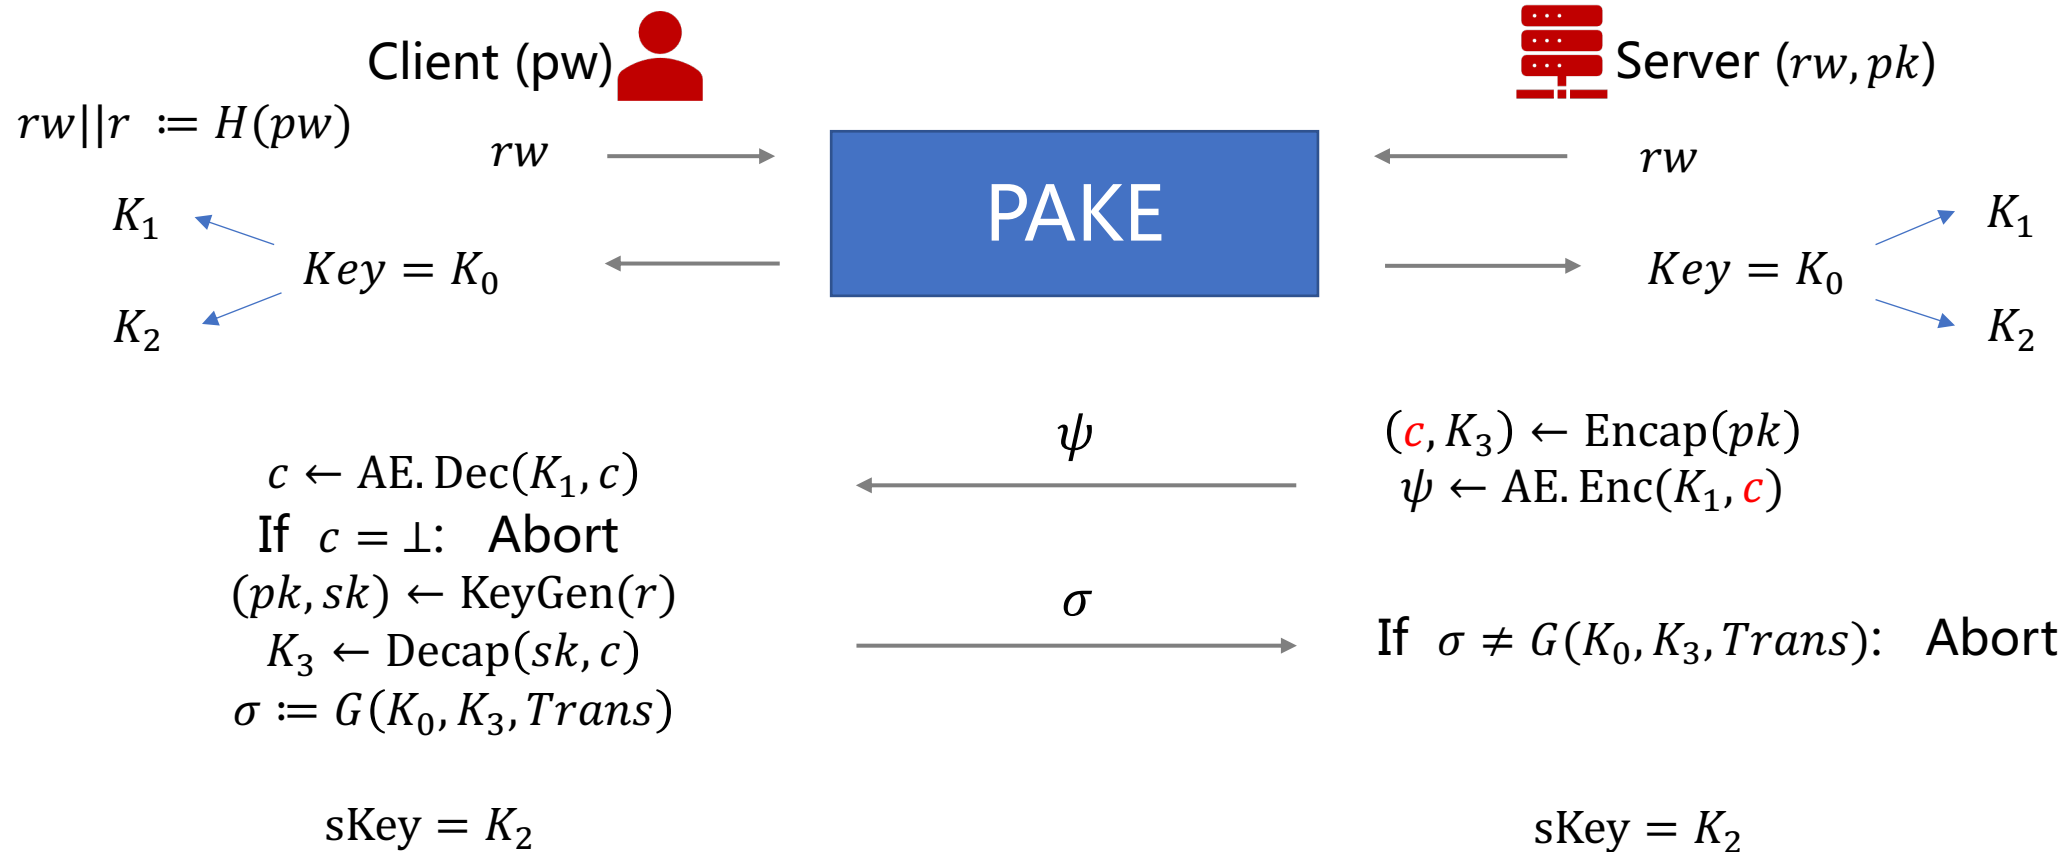 Client (pw)
Server (rw, pk)
rw||r ≔ H(pw)
rw
PAKE
rw
K₁
K₁
Key = K₀
Key = K₀
K₂
K₂
ψ
(c, K₃) ← Encap(pk)
c ← AE. Dec(K₁, c)
ψ ← AE. Enc(K₁, c)
If c = ⊥: Abort
(pk, sk) ← KeyGen(r)
σ
K₃ ← Decap(sk, c)
If σ ≠ G(K₀, K₃, Trans): Abort
σ ≔ G(K₀, K₃, Trans)
sKey = K₂
sKey = K₂